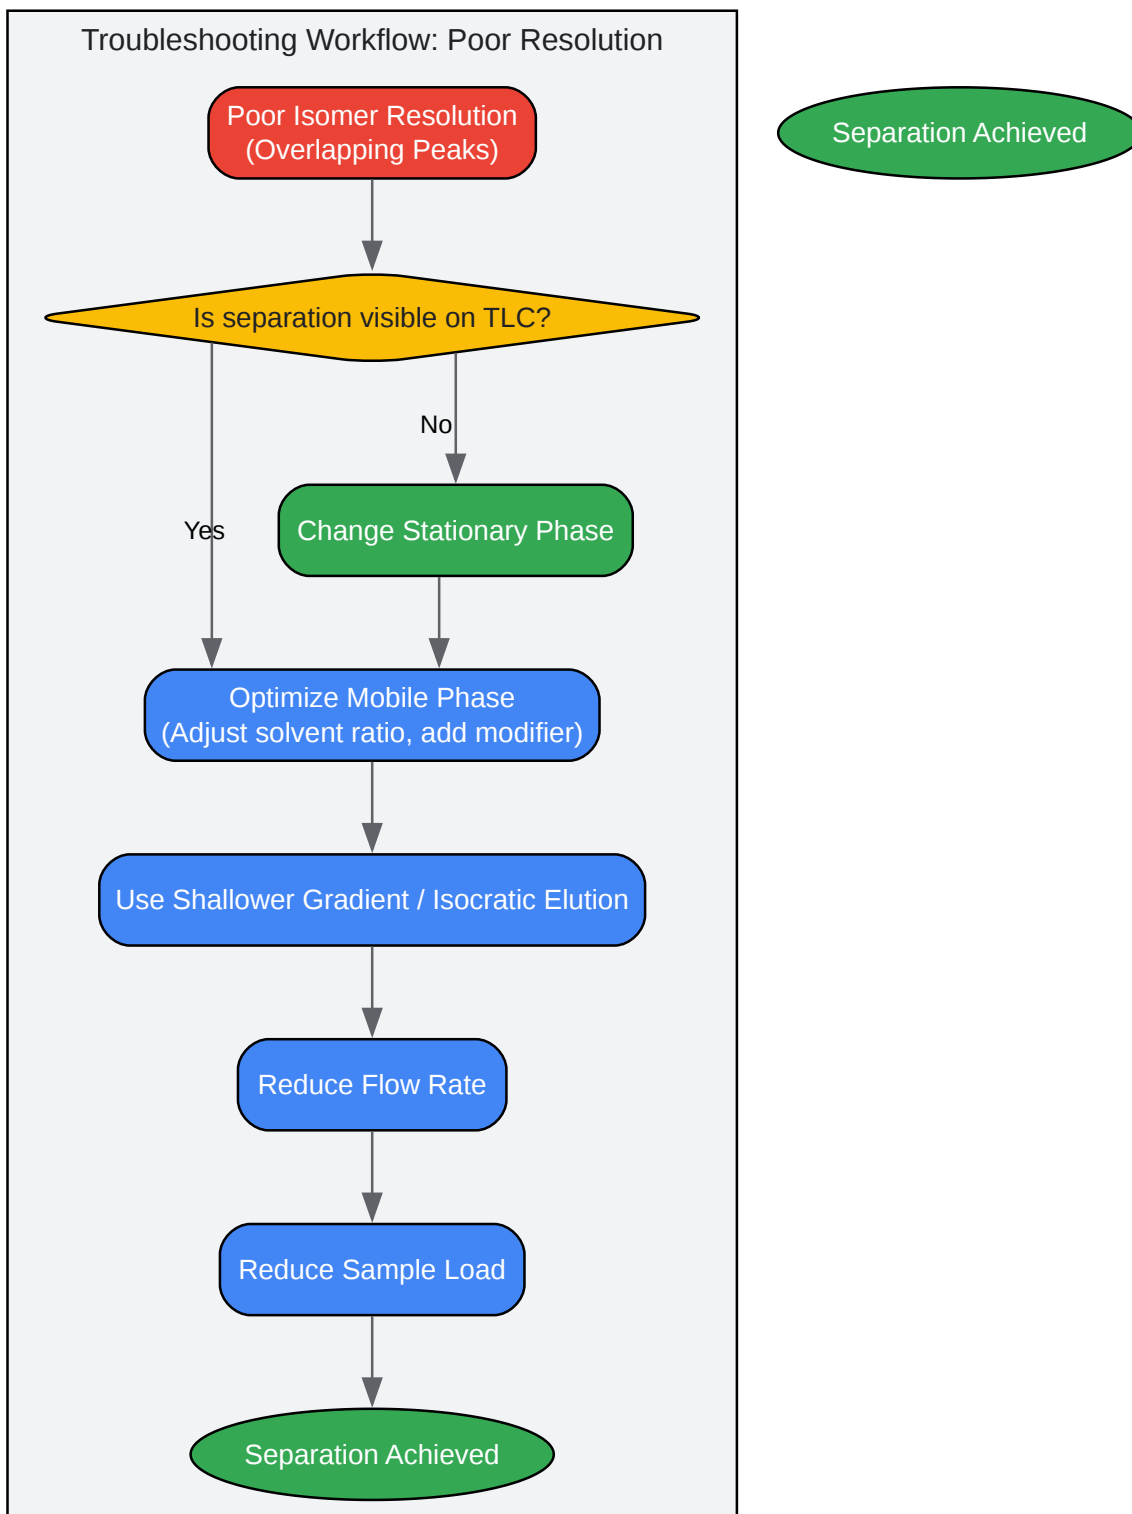 Troubleshooting Workflow: Poor Resolution
Poor Isomer Resolution
(Overlapping Peaks)
Separation Achieved
Is separation visible on TLC?
No
Yes
Change Stationary Phase
Optimize Mobile Phase
(Adjust solvent ratio, add modifier)
Use Shallower Gradient / Isocratic Elution
Reduce Flow Rate
Reduce Sample Load
Separation Achieved